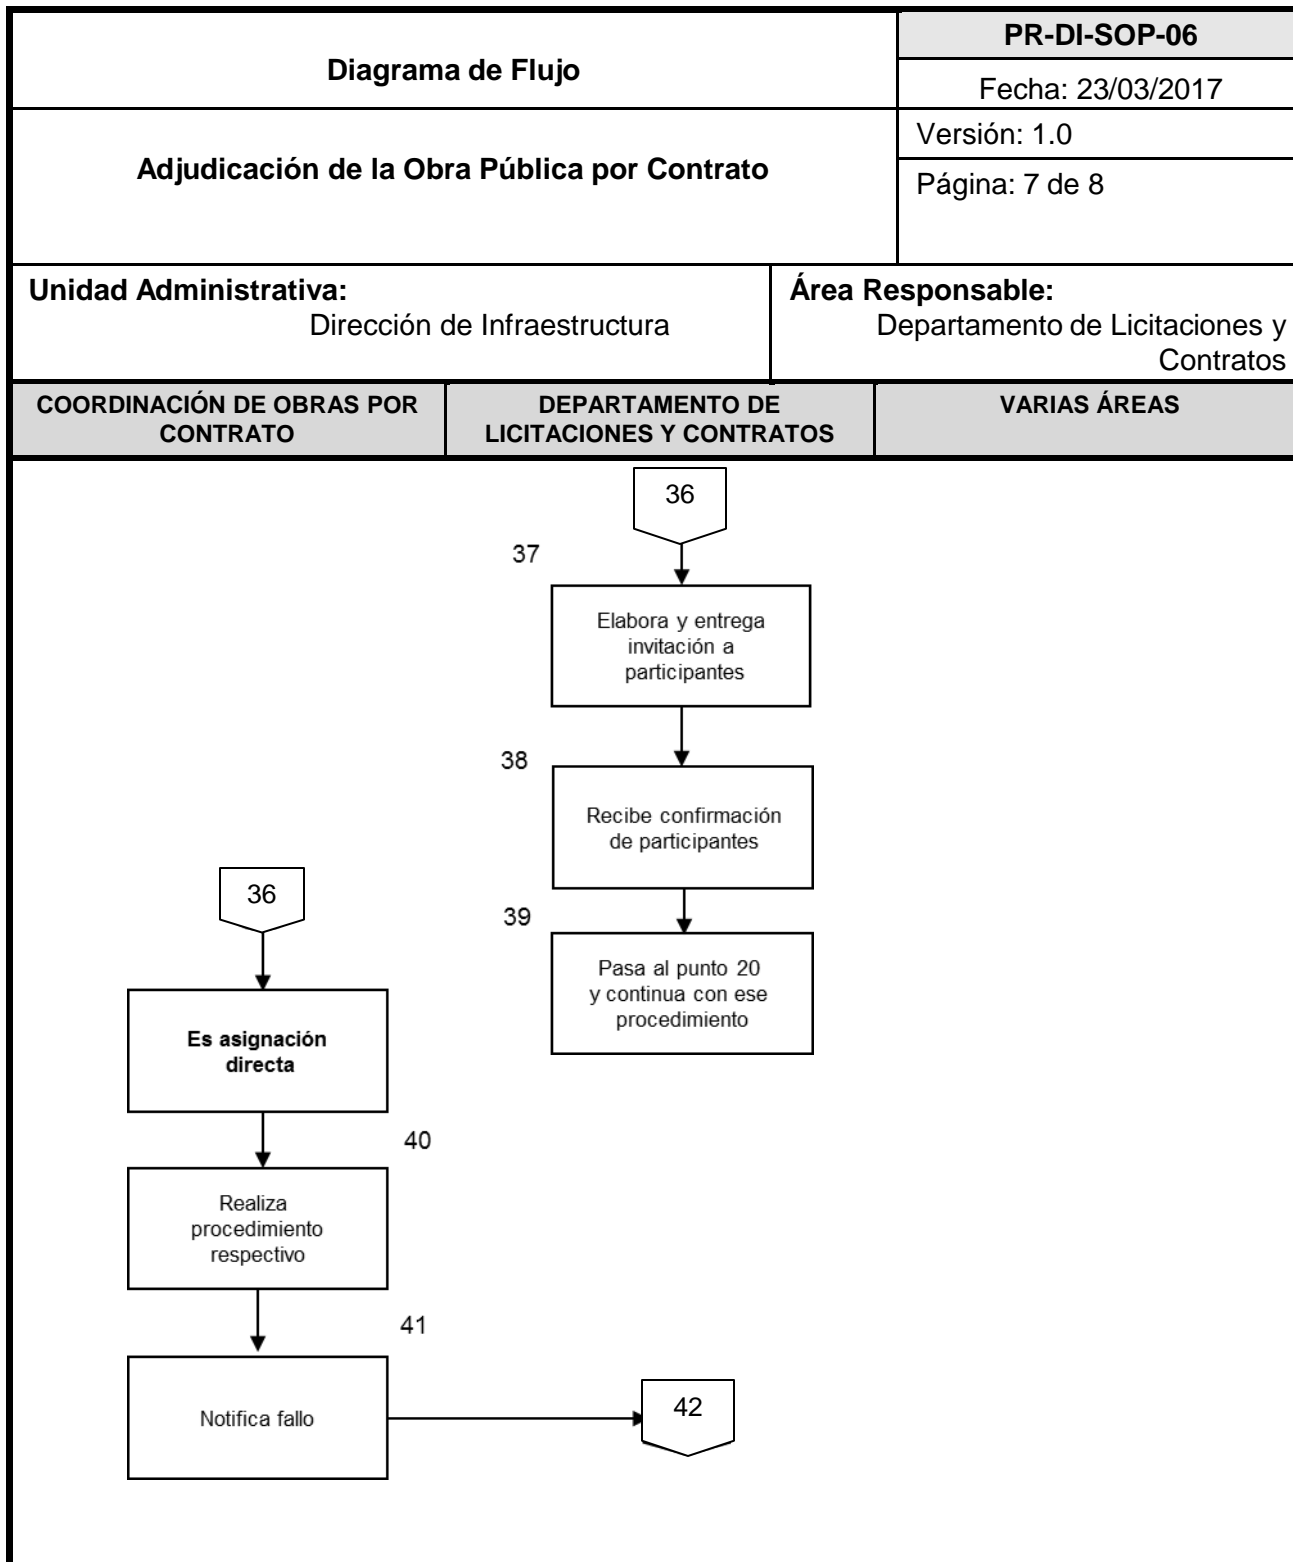 Diagrama de Flujo
PR-DI-SOP-06
Fecha: 23/03/2017
Adjudicación de la Obra Pública por Contrato
Versión: 1.0
Página: 7 de 8
Unidad Administrativa:
Dirección de Infraestructura
Área Responsable:
Departamento de Licitaciones y
Contratos
COORDINACIÓN DE OBRAS POR
CONTRATO
DEPARTAMENTO DE
LICITACIONES Y CONTRATOS
VARIAS ÁREAS
36
37
Elabora y entrega
invitación a
participantes
38
Recibe confirmación
de participantes
39
Pasa al punto 20
y continua con ese
procedimiento
36
Es asignación
directa
40
Realiza
procedimiento
respectivo
41
Notifica fallo
42